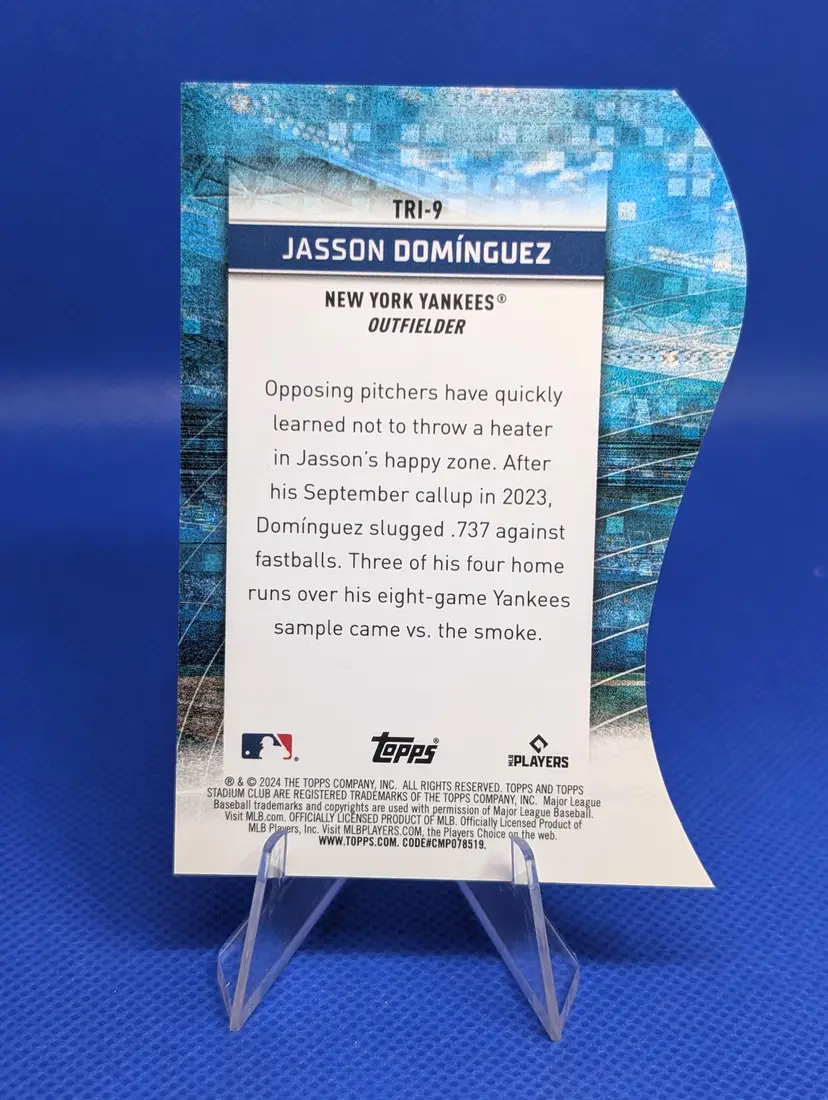 TRI-9
JASSON DOMÍNGUEZ
NEW YORK YANKEES®
OUTFIELDER
Opposing pitchers have quickly
learned not to throw a heater
in Jasson's happy zone. After
his September callup in 2023,
Domínguez slugged .737 against
fastballs. Three of his four home
runs over his eight-game Yankees
sample came vs. the smoke.
® Topps® MLB PLAYERS
® & © 2024 THE TOPPS COMPANY, INC. ALL RIGHTS RESERVED. TOPPS AND TOPPS
STADIUM CLUB ARE REGISTERED TRADEMARKS OF THE TOPPS COMPANY, INC. Major League
Baseball trademarks and copyrights are used with permission of Major League Baseball.
Visit MLB.com. OFFICIALLY LICENSED PRODUCT OF MLB. Officially Licensed Product of
MLB Players, Inc. Visit MLBPLAYERS.COM, the Players Choice on the web.
WWW.TOPPS.COM. CODE#CMP078519.